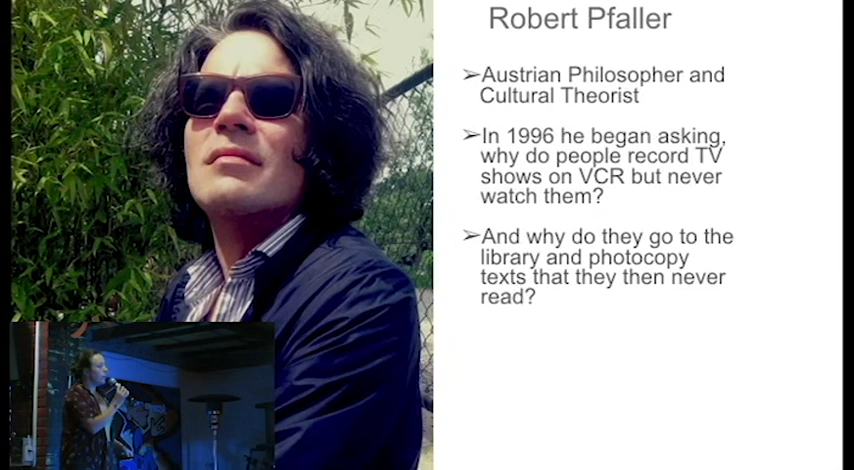 Robert Pfaller
➢Austrian Philosopher and
Cultural Theorist
➢In 1996 he began asking,
why do people record TV
shows on VCR but never
watch them?
➢And why do they go to the
library and photocopy
texts that they then never
read?